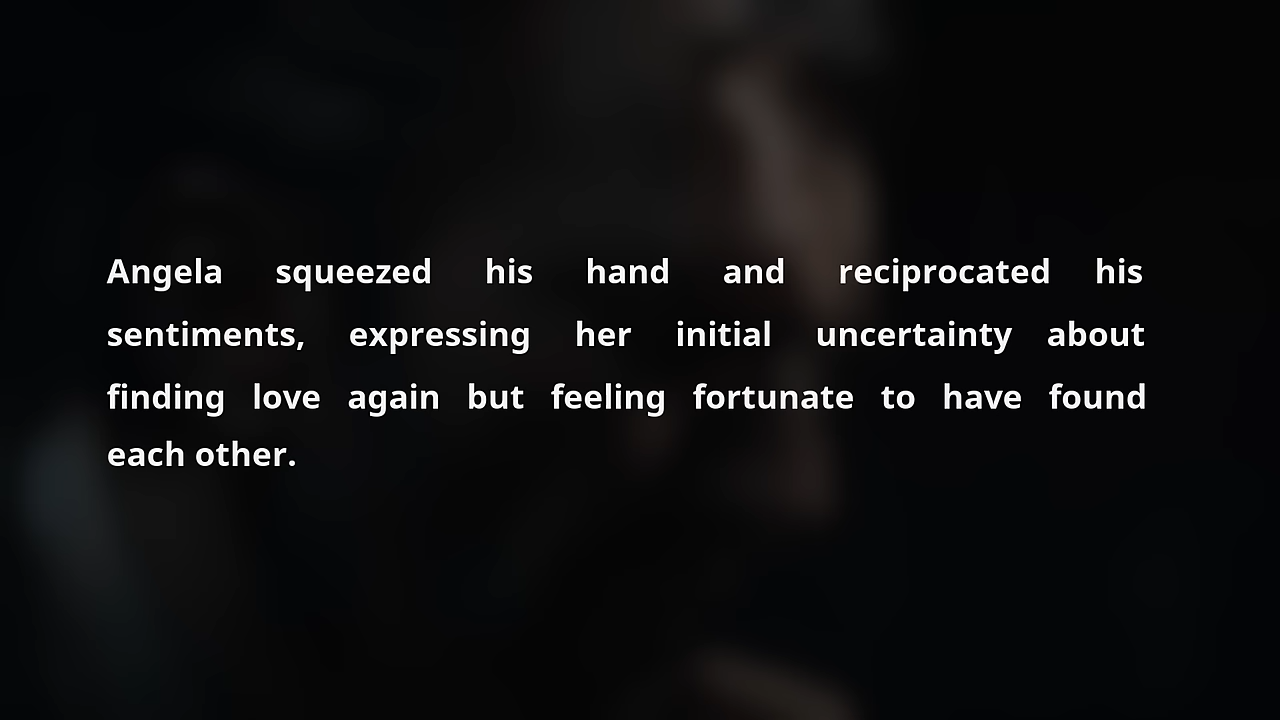 Angela squeezed his hand and reciprocated his
sentiments, expressing her initial uncertainty about
finding love again but feeling fortunate to have found
each other.